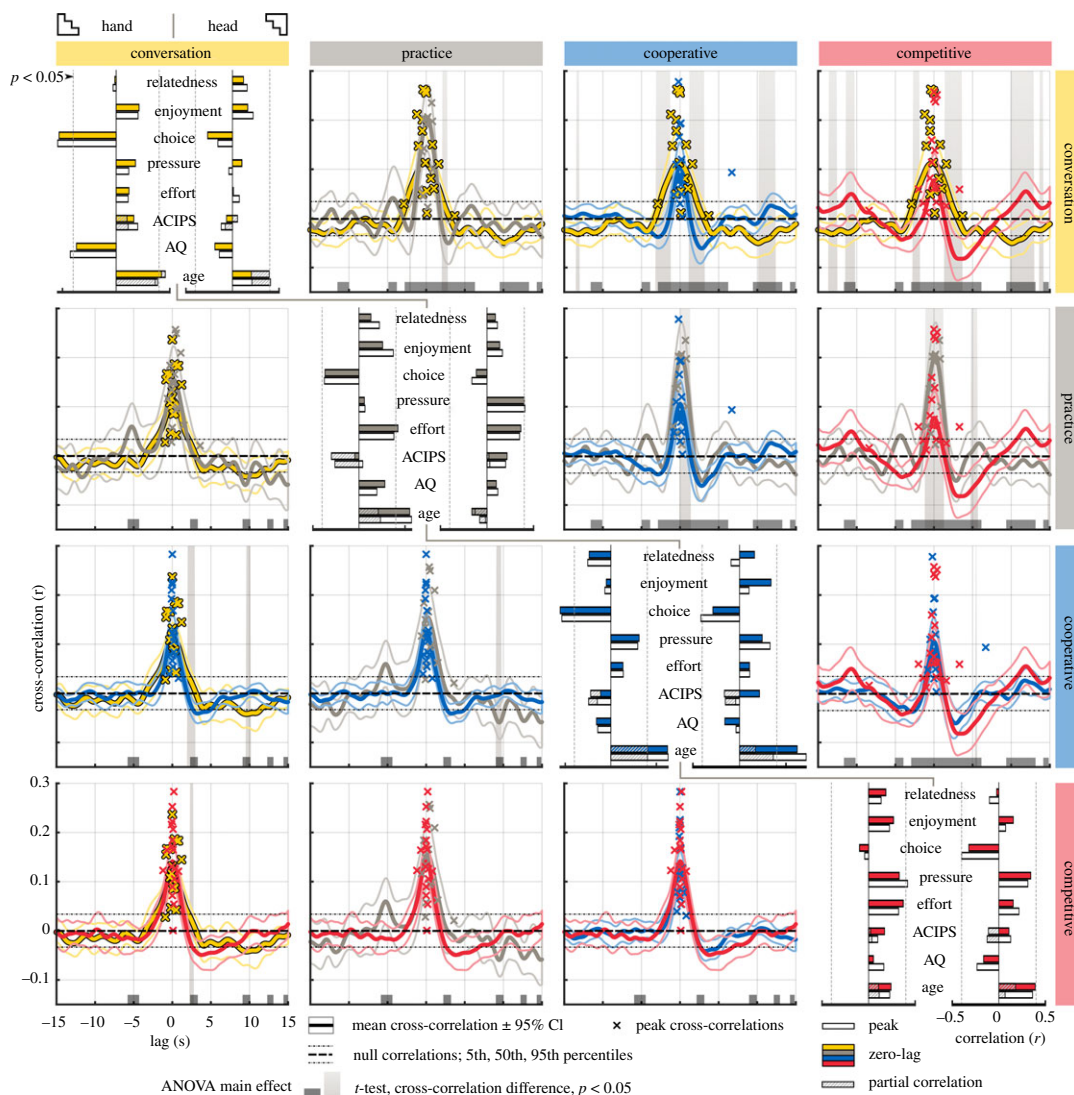 hand head
conversation practice cooperative competitive
p < 0.05
relatedness
enjoyment
choice
pressure
effort
ACIPS
AQ
age
conversation
relatedness
enjoyment
choice
pressure
effort
ACIPS
AQ
age
practice
cross-correlation (r)
relatedness
enjoyment
choice
pressure
effort
ACIPS
AQ
age
cooperative
0.3
0.2
0.1
0
–0.1
relatedness
enjoyment
choice
pressure
effort
ACIPS
AQ
age
competitive
–15 –10 –5 0 5 10 15
lag (s)
–0.5 0 0.5
correlation (r)
mean cross-correlation ± 95% CI
peak cross-correlations
null correlations; 5th, 50th, 95th percentiles
ANOVA main effect
t-test, cross-correlation difference, p < 0.05
peak
zero-lag
partial correlation